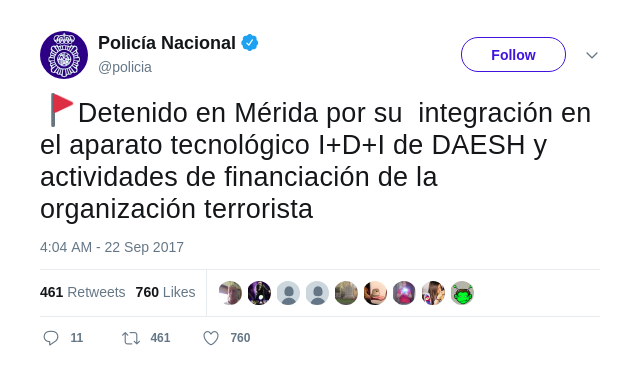 Policía Nacional
@policia
Follow
Detenido en Mérida por su integración en
el aparato tecnológico I+D+I de DAESH y
actividades de financiación de la
organización terrorista
4:04 AM - 22 Sep 2017
461 Retweets 760 Likes
11 461 760